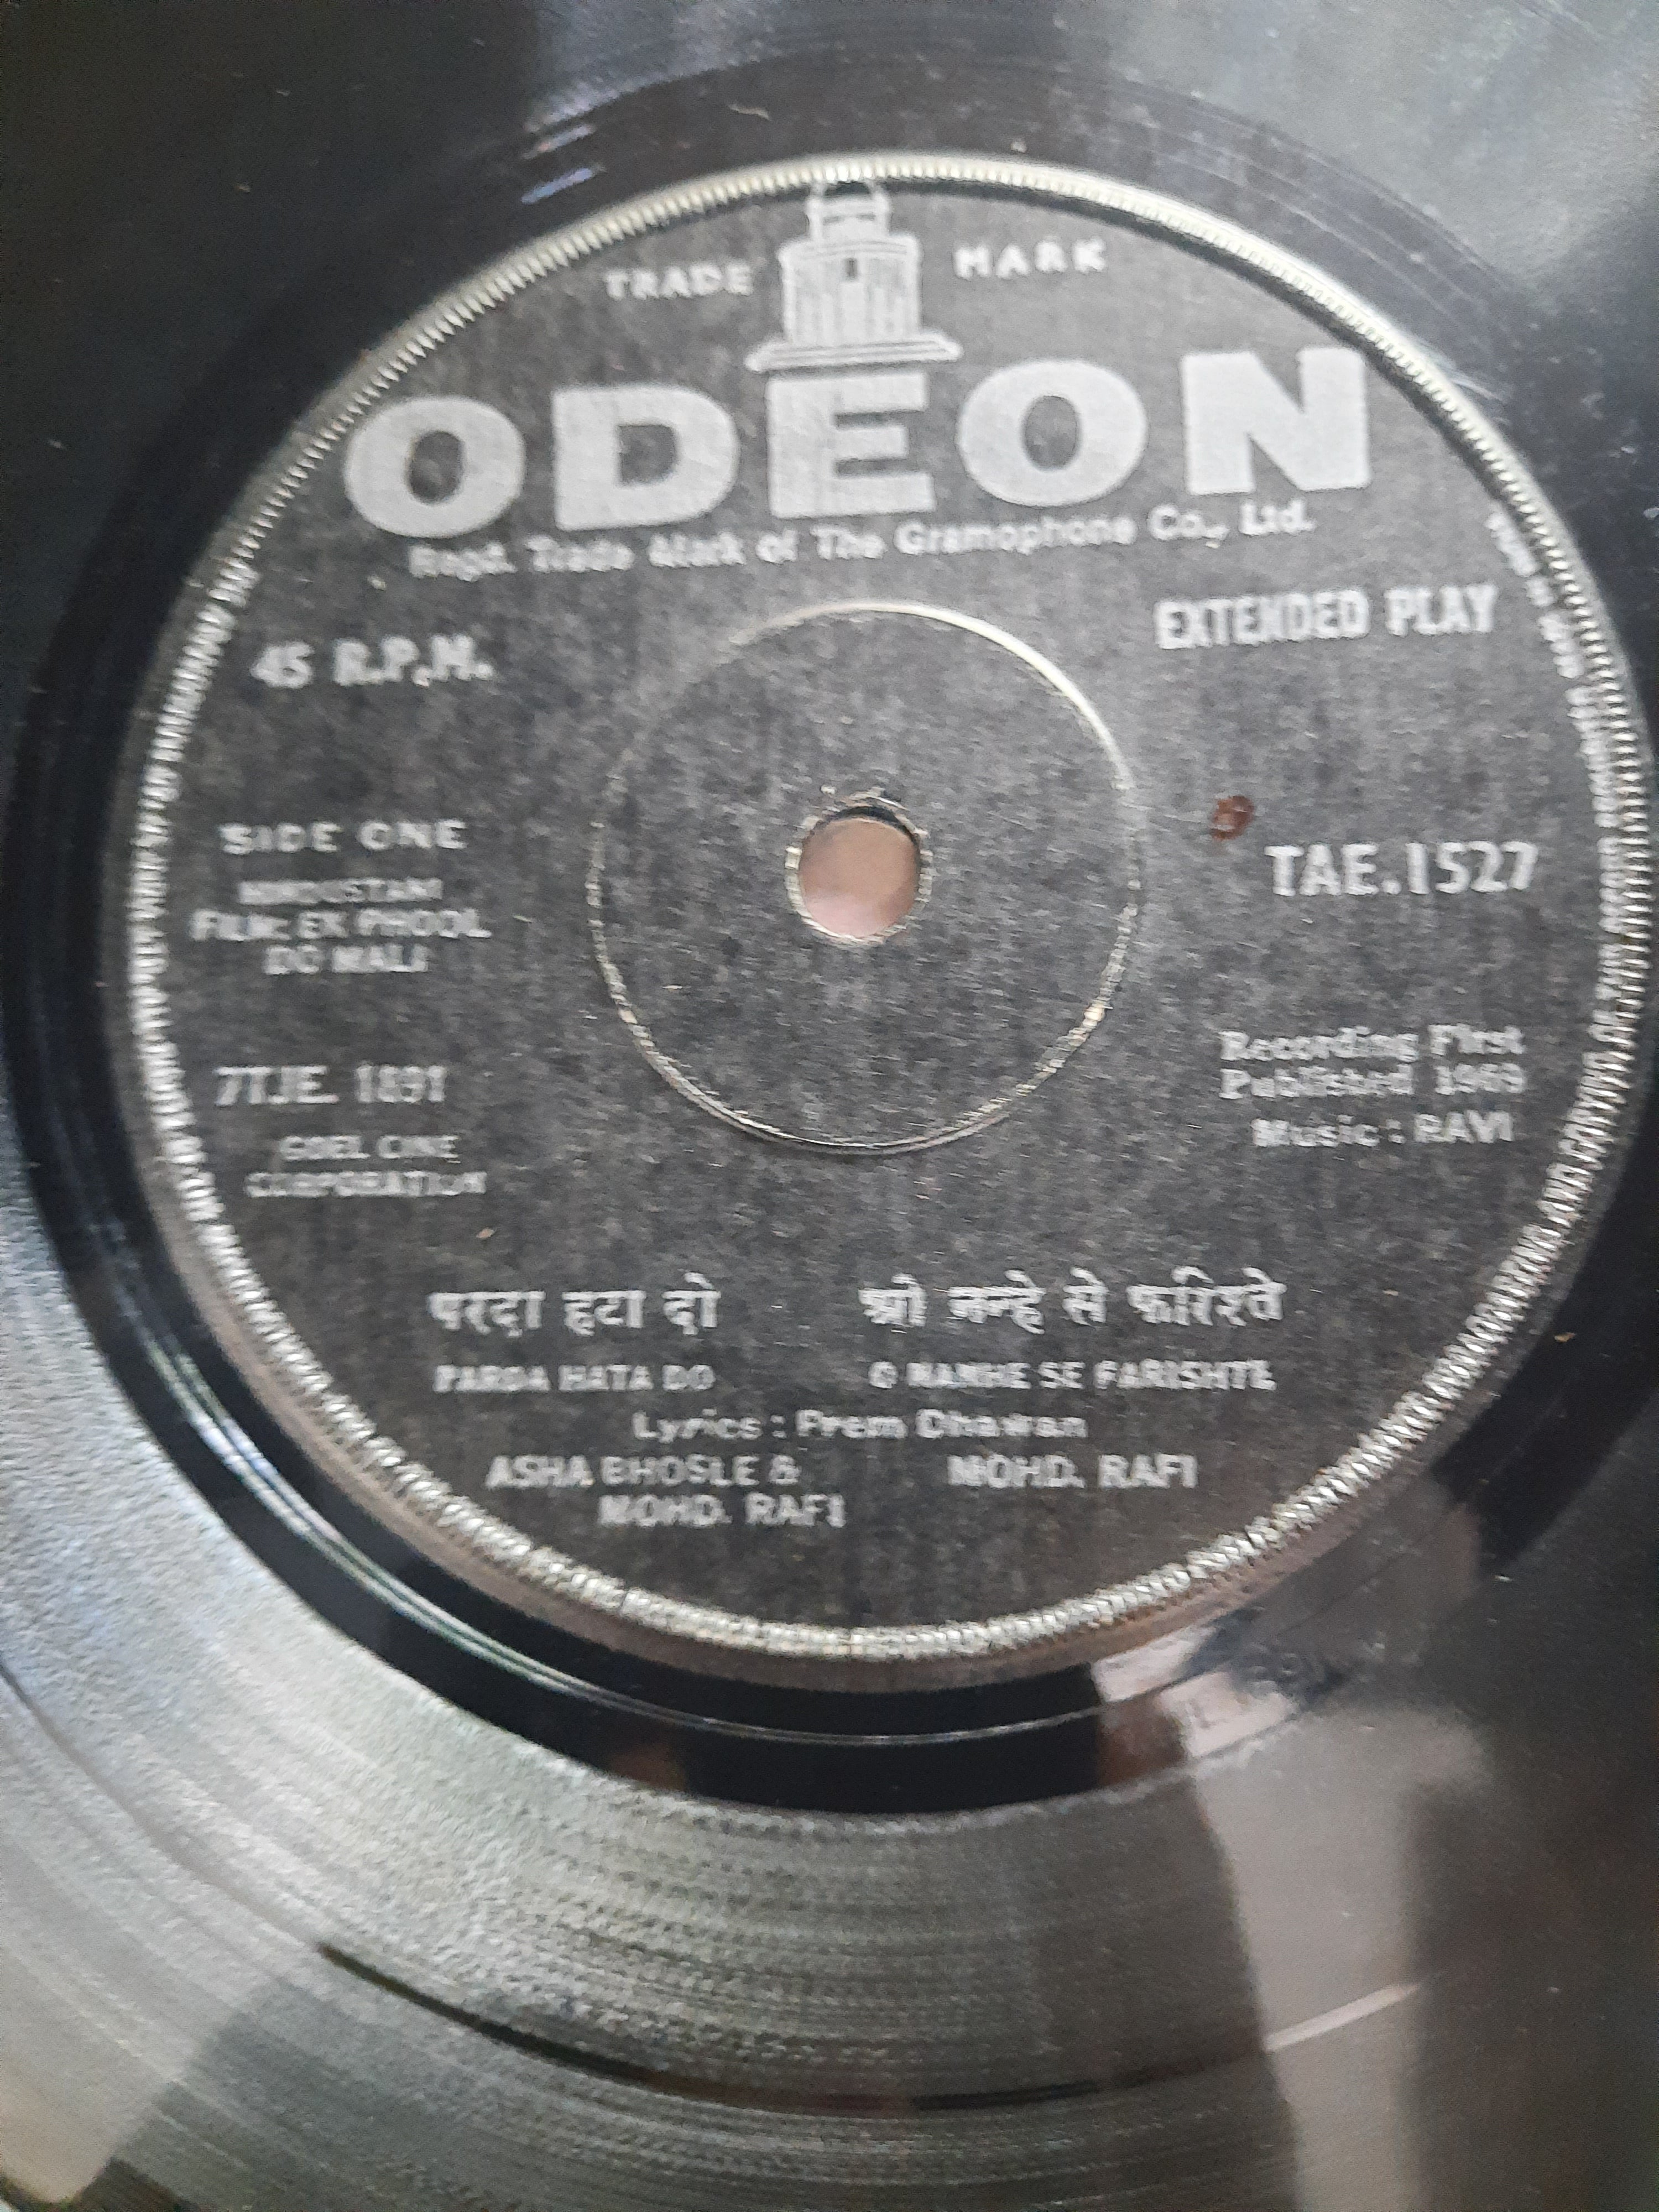 TRADE MARK
ODEON
Regd. Trade Mark of The Gramophone Co., Ltd.
45 R.P.M.
EXTENDED PLAY
SIDE ONE
HINDUSTANI
FILM: EK PHOOL
DO MALI
TAE.1527
7TJE. 1891
GOEL CINE
CORPORATION
Recording First
Published 1969
Music : RAVI
परदा हटा दो
ओ नन्हे से फरिश्ते
PARDA HATA DO
O NANHE SE FARISHTE
Lyrics : Prem Dhawan
ASHA BHOSLE &
MOHD. RAFI
MOHD. RAFI